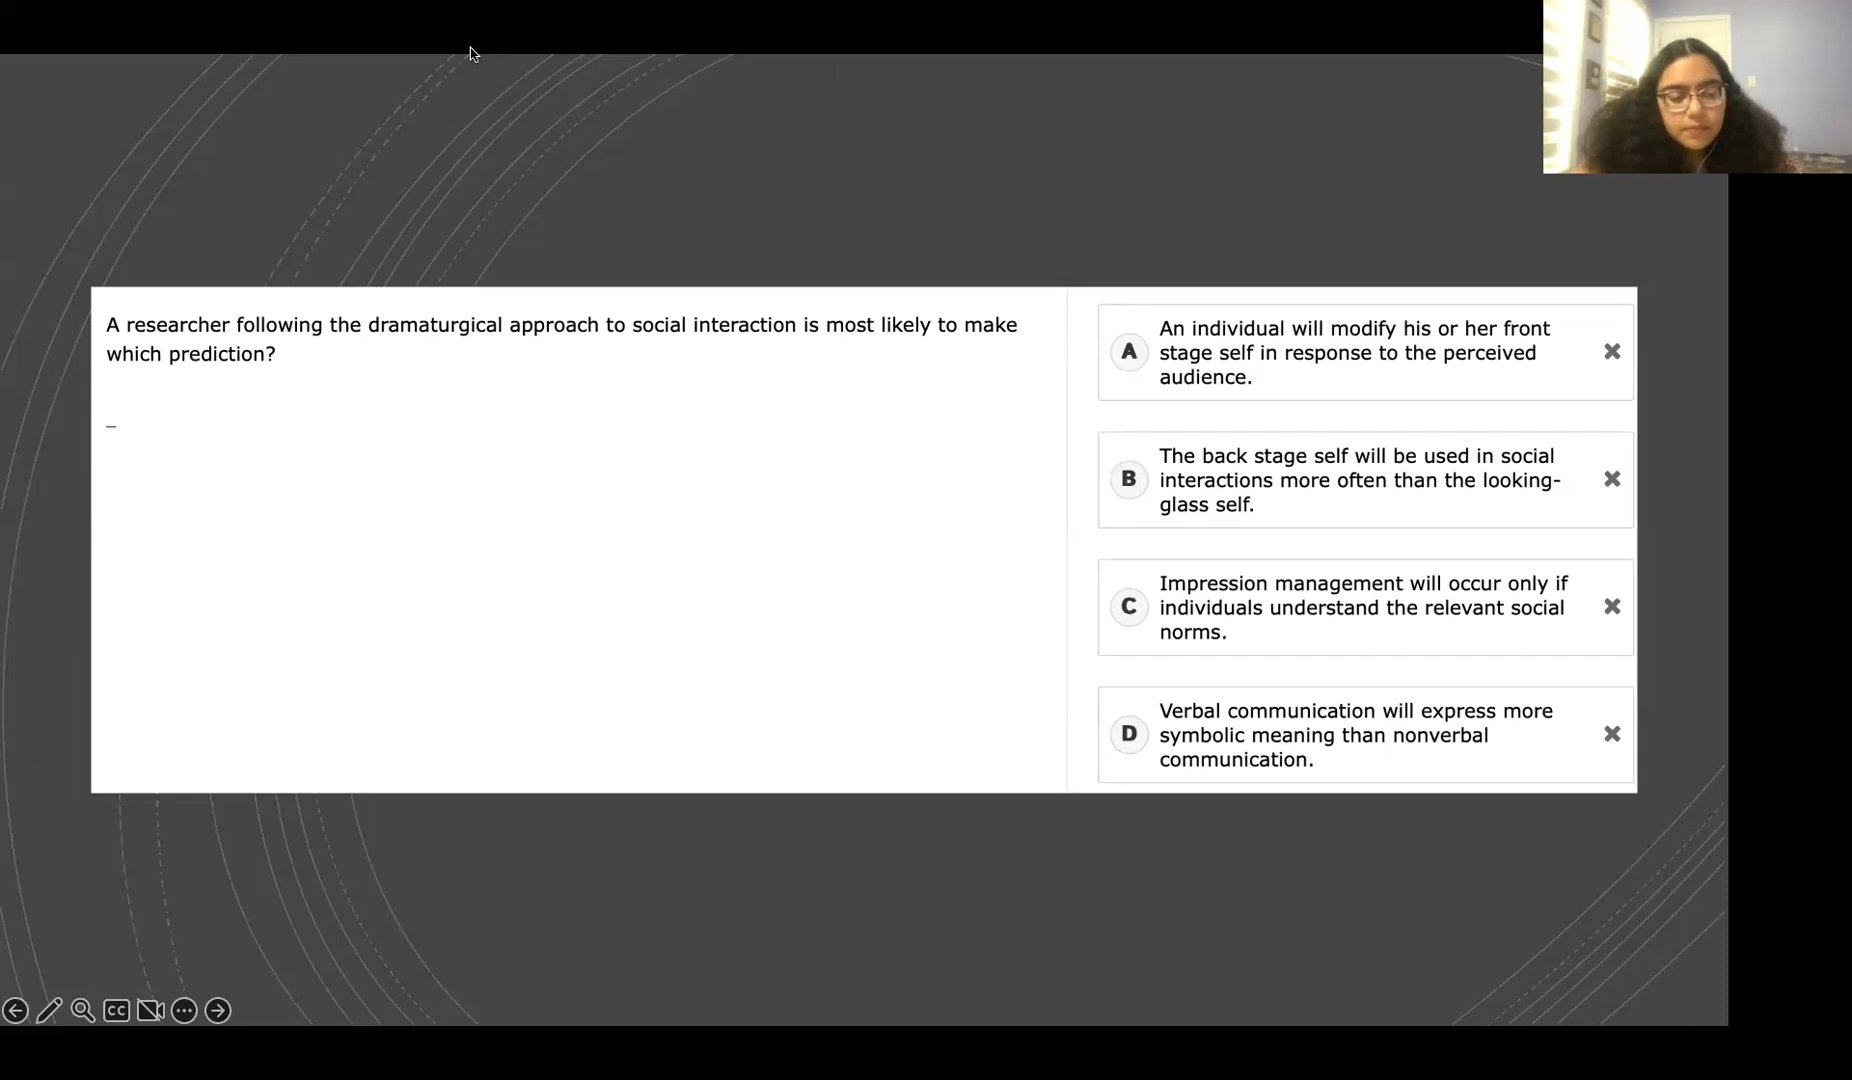 A researcher following the dramaturgical approach to social interaction is most likely to make
which prediction?
A
An individual will modify his or her front
stage self in response to the perceived
audience.
B
The back stage self will be used in social
interactions more often than the looking-
glass self.
C
Impression management will occur only if
individuals understand the relevant social
norms.
D
Verbal communication will express more
symbolic meaning than nonverbal
communication.
CC